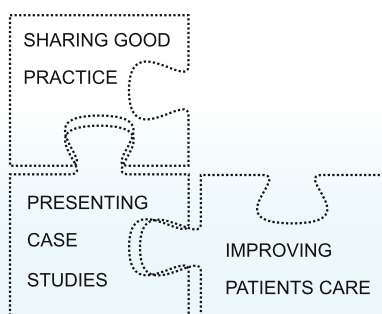 SHARING GOOD
PRACTICE
PRESENTING
CASE
STUDIES
IMPROVING
PATIENTS CARE